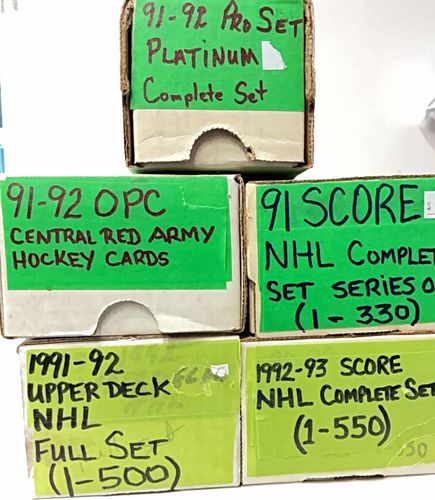 91-92 PRO SET
PLATINUM
Complete Set
91-92 OPC
CENTRAL RED ARMY
HOCKEY CARDS
91 SCORE
NHL COMPLET
SET SERIES O
(1-330)
1991-92
UPPER DECK
NHL
FULL SET
(1-500)
1992-93 SCORE
NHL COMPLETE SET
(1-550)